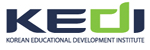 KEDI
KOREAN EDUCATIONAL DEVELOPMENT INSTITUTE